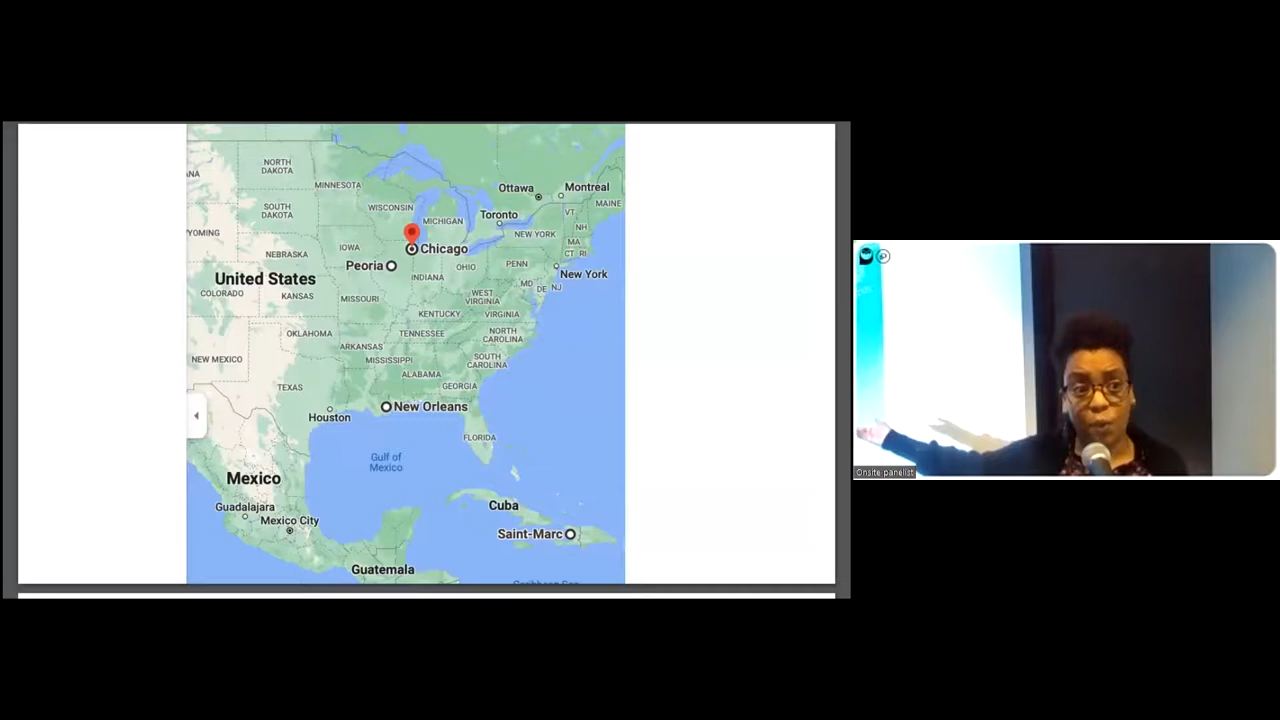 NORTH
DAKOTA
MINNESOTA
ANA
Ottawa
Montreal
MAINE
SOUTH
DAKOTA
WISCONSIN
MICHIGAN
Toronto
VT
NH
YOMING
IOWA
Chicago
NEW YORK
MA
CT RI
NEBRASKA
Peoria
OHIO
PENN
INDIANA
New York
United States
MD
DE
NJ
COLORADO
KANSAS
MISSOURI
WEST
VIRGINIA
KENTUCKY
VIRGINIA
OKLAHOMA
TENNESSEE
NORTH
CAROLINA
ARKANSAS
NEW MEXICO
MISSISSIPPI
SOUTH
CAROLINA
ALABAMA
TEXAS
GEORGIA
Houston
New Orleans
FLORIDA
Gulf of
Mexico
Mexico
Guadalajara
Mexico City
Cuba
Saint-Marc
Guatemala
Onsite panelist